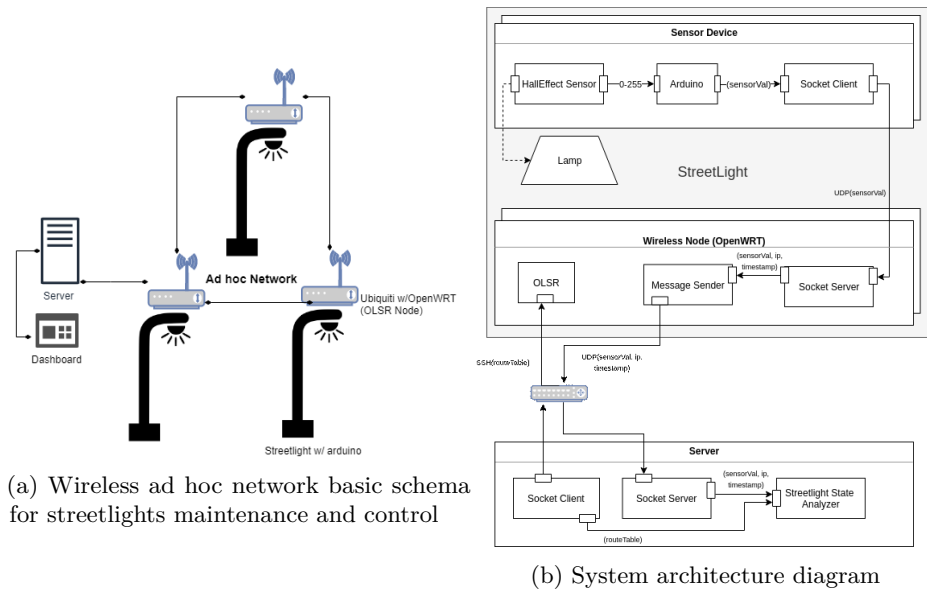 Server
Dashboard
Ad hoc Network
Ubiquiti w/OpenWRT
(OLSR Node)
Streetlight w/ arduino
(a) Wireless ad hoc network basic schema
for streetlights maintenance and control
Sensor Device
HallEffect Sensor
0-255
Arduino
(sensorVal)
Socket Client
Lamp
StreetLight
UDP(sensorVal)
Wireless Node (OpenWRT)
OLSR
Message Sender
(sensorVal, ip,
timestamp)
Socket Server
SSH(routeTable)
UDP(sensorVal, ip,
timestamp)
Server
Socket Client
Socket Server
(sensorVal, ip,
timestamp)
Streetlight State
Analyzer
(routeTable)
(b) System architecture diagram